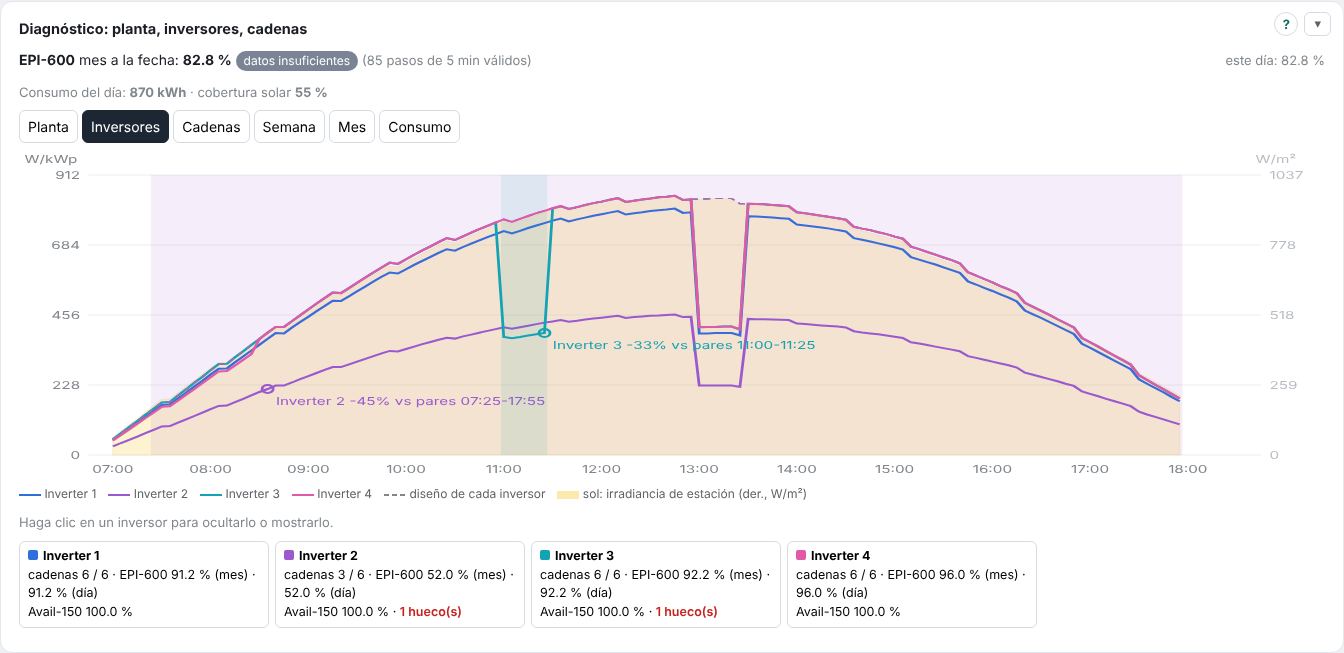 Diagnóstico: planta, inversores, cadenas
?
▼
EPI-600 mes a la fecha: 82.8 % datos insuficientes (85 pasos de 5 min válidos)
este día: 82.8 %
Consumo del día: 870 kWh · cobertura solar 55 %
Planta Inversores Cadenas Semana Mes Consumo
W/kWp
W/m²
912
1037
684
778
456
518
Inverter 3 -33% vs pares 11:00-11:25
228
259
Inverter 2 -45% vs pares 07:25-17:55
0
0
07:00 08:00 09:00 10:00 11:00 12:00 13:00 14:00 15:00 16:00 17:00 18:00
Inverter 1 Inverter 2 Inverter 3 Inverter 4 diseño de cada inversor sol: irradiancia de estación (der., W/m²)
Haga clic en un inversor para ocultarlo o mostrarlo.
Inverter 1
cadenas 6 / 6 · EPI-600 91.2 % (mes) ·
91.2 % (día)
Avail-150 100.0 %
Inverter 2
cadenas 3 / 6 · EPI-600 52.0 % (mes) ·
52.0 % (día)
Avail-150 100.0 % · 1 hueco(s)
Inverter 3
cadenas 6 / 6 · EPI-600 92.2 % (mes) ·
92.2 % (día)
Avail-150 100.0 % · 1 hueco(s)
Inverter 4
cadenas 6 / 6 · EPI-600 96.0 % (mes) ·
96.0 % (día)
Avail-150 100.0 %